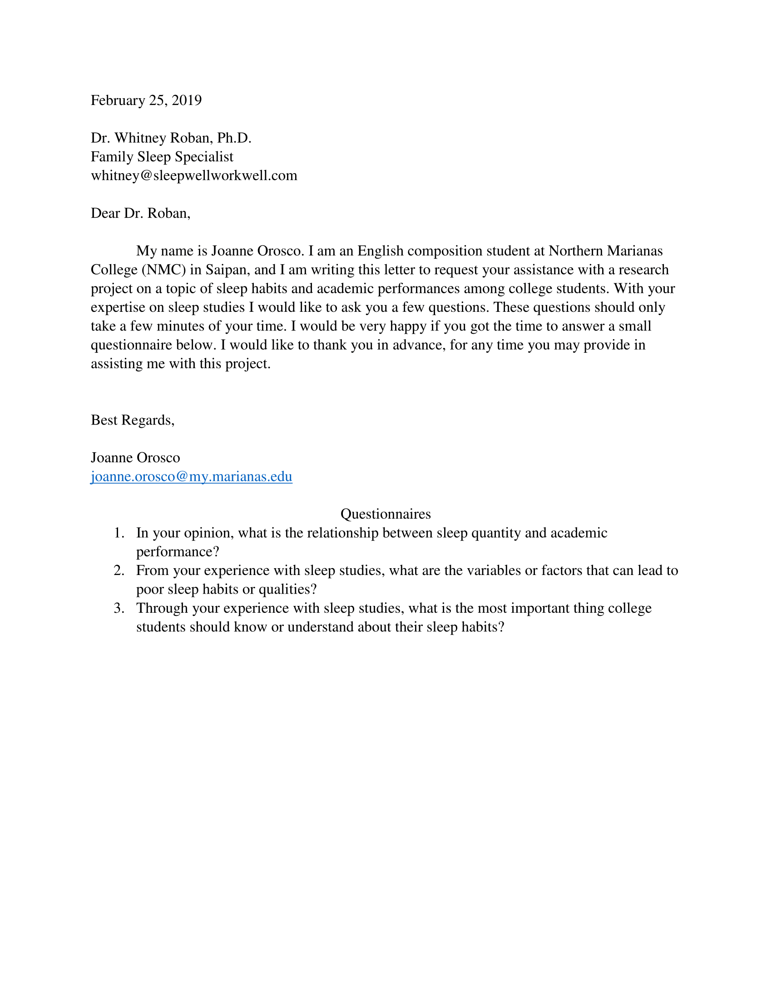 February 25, 2019
Dr. Whitney Roban, Ph.D.
Family Sleep Specialist
whitney@sleepwellworkwell.com
Dear Dr. Roban,
My name is Joanne Orosco. I am an English composition student at Northern Marianas
College (NMC) in Saipan, and I am writing this letter to request your assistance with a research
project on a topic of sleep habits and academic performances among college students. With your
expertise on sleep studies I would like to ask you a few questions. These questions should only
take a few minutes of your time. I would be very happy if you got the time to answer a small
questionnaire below. I would like to thank you in advance, for any time you may provide in
assisting me with this project.
Best Regards,
Joanne Orosco
joanne.orosco@my.marianas.edu
Questionnaires
1. In your opinion, what is the relationship between sleep quantity and academic
performance?
2. From your experience with sleep studies, what are the variables or factors that can lead to
poor sleep habits or qualities?
3. Through your experience with sleep studies, what is the most important thing college
students should know or understand about their sleep habits?